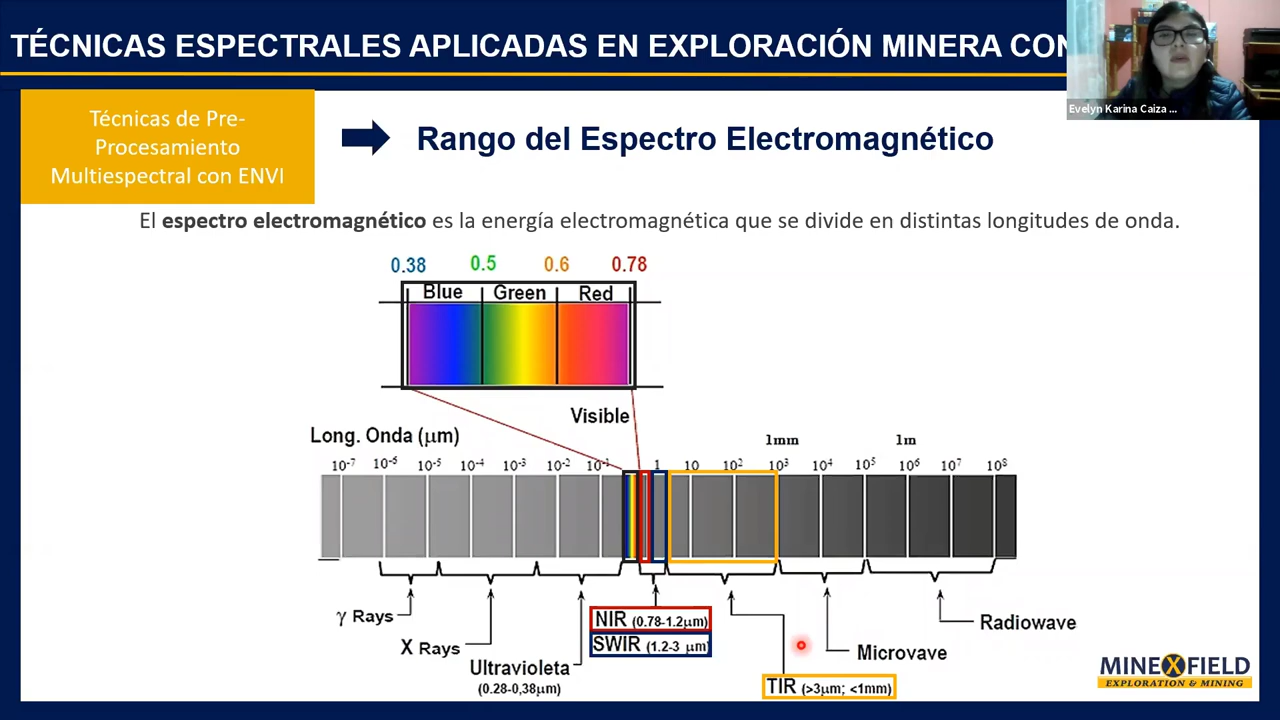 TÉCNICAS ESPECTRALES APLICADAS EN EXPLORACIÓN MINERA CON
Evelyn Karina Caiza ...
Técnicas de Pre-
Procesamiento
Multiespectral con ENVI
Rango del Espectro Electromagnético
El espectro electromagnético es la energía electromagnética que se divide en distintas longitudes de onda.
0.38 0.5 0.6 0.78
Blue Green Red
Visible
Long. Onda (μm)
1mm 1m
10⁻⁷ 10⁻⁶ 10⁻⁵ 10⁻⁴ 10⁻³ 10⁻² 10⁻¹ 1 10 10² 10³ 10⁴ 10⁵ 10⁶ 10⁷ 10⁸
γ Rays
X Rays
Ultravioleta
(0.28-0,38μm)
NIR (0.78-1.2μm)
SWIR (1.2-3 μm)
TIR (>3μm; <1mm)
Microvave
Radiowave
MINEXFIELD
EXPLORATION & MINING